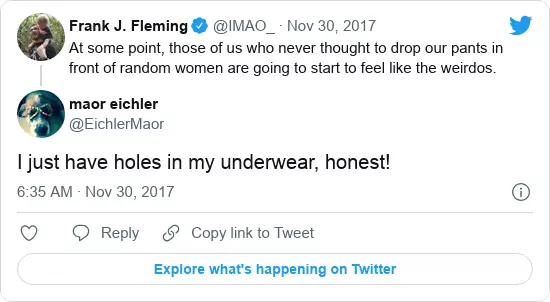 Frank J. Fleming @IMAO_ · Nov 30, 2017
At some point, those of us who never thought to drop our pants in
front of random women are going to start to feel like the weirdos.
maor eichler
@EichlerMaor
I just have holes in my underwear, honest!
6:35 AM · Nov 30, 2017
Reply Copy link to Tweet
Explore what's happening on Twitter